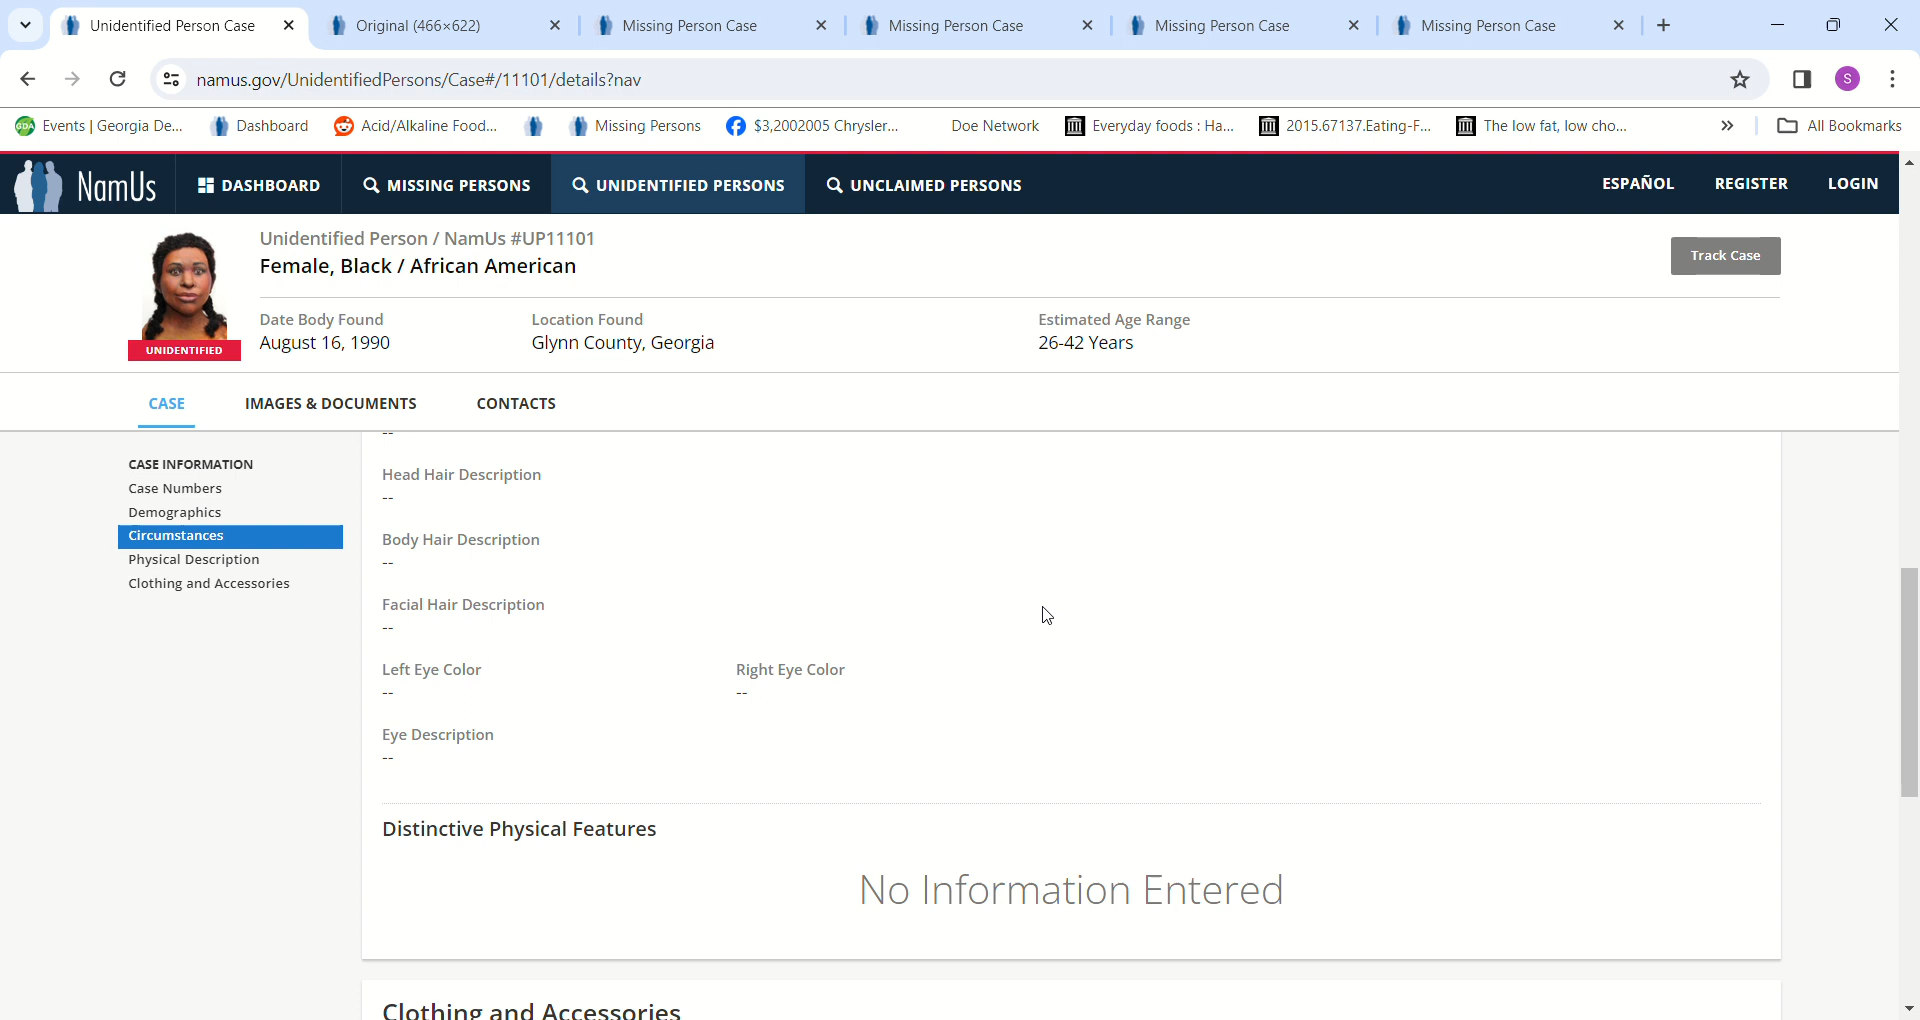 Unidentified Person Case
Original (466×622)
Missing Person Case
Missing Person Case
Missing Person Case
Missing Person Case
namus.gov/UnidentifiedPersons/Case#/11101/details?nav
S
GDA Events | Georgia De...
Dashboard
Acid/Alkaline Food...
Missing Persons
$3,2002005 Chrysler...
Doe Network
Everyday foods : Ha...
2015.67137.Eating-F...
The low fat, low cho...
All Bookmarks
NamUs
DASHBOARD
MISSING PERSONS
UNIDENTIFIED PERSONS
UNCLAIMED PERSONS
ESPAÑOL
REGISTER
LOGIN
Unidentified Person / NamUs #UP11101
Female, Black / African American
Track Case
Date Body Found
Location Found
Estimated Age Range
August 16, 1990
Glynn County, Georgia
26-42 Years
UNIDENTIFIED
CASE
IMAGES & DOCUMENTS
CONTACTS
CASE INFORMATION
Case Numbers
Demographics
Circumstances
Physical Description
Clothing and Accessories
--
Head Hair Description
--
Body Hair Description
--
Facial Hair Description
--
Left Eye Color
Right Eye Color
--
--
Eye Description
--
Distinctive Physical Features
No Information Entered
Clothing and Accessories